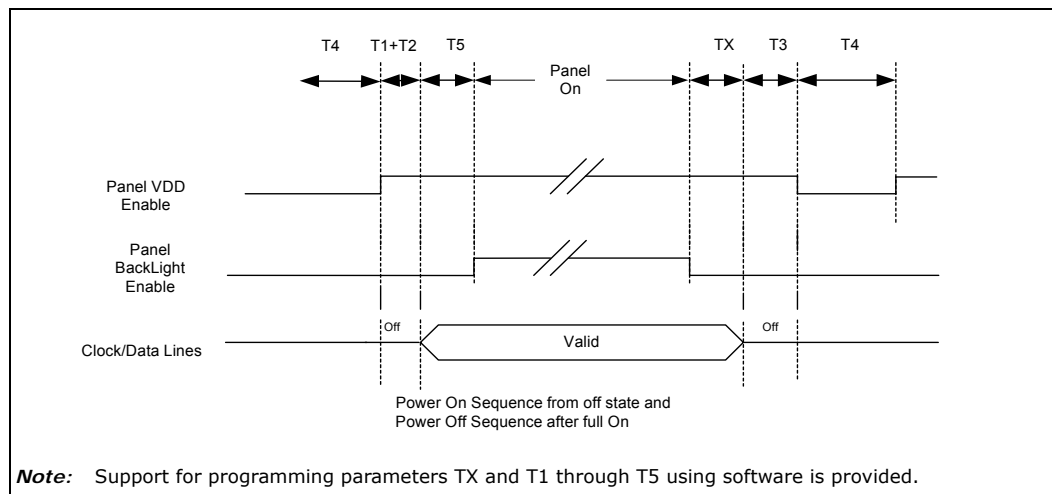 T4 T1+T2 T5 TX T3 T4
Panel
On
Panel VDD
Enable
Panel
BackLight
Enable
Clock/Data Lines
Off
Valid
Off
Power On Sequence from off state and
Power Off Sequence after full On
Note: Support for programming parameters TX and T1 through T5 using software is provided.